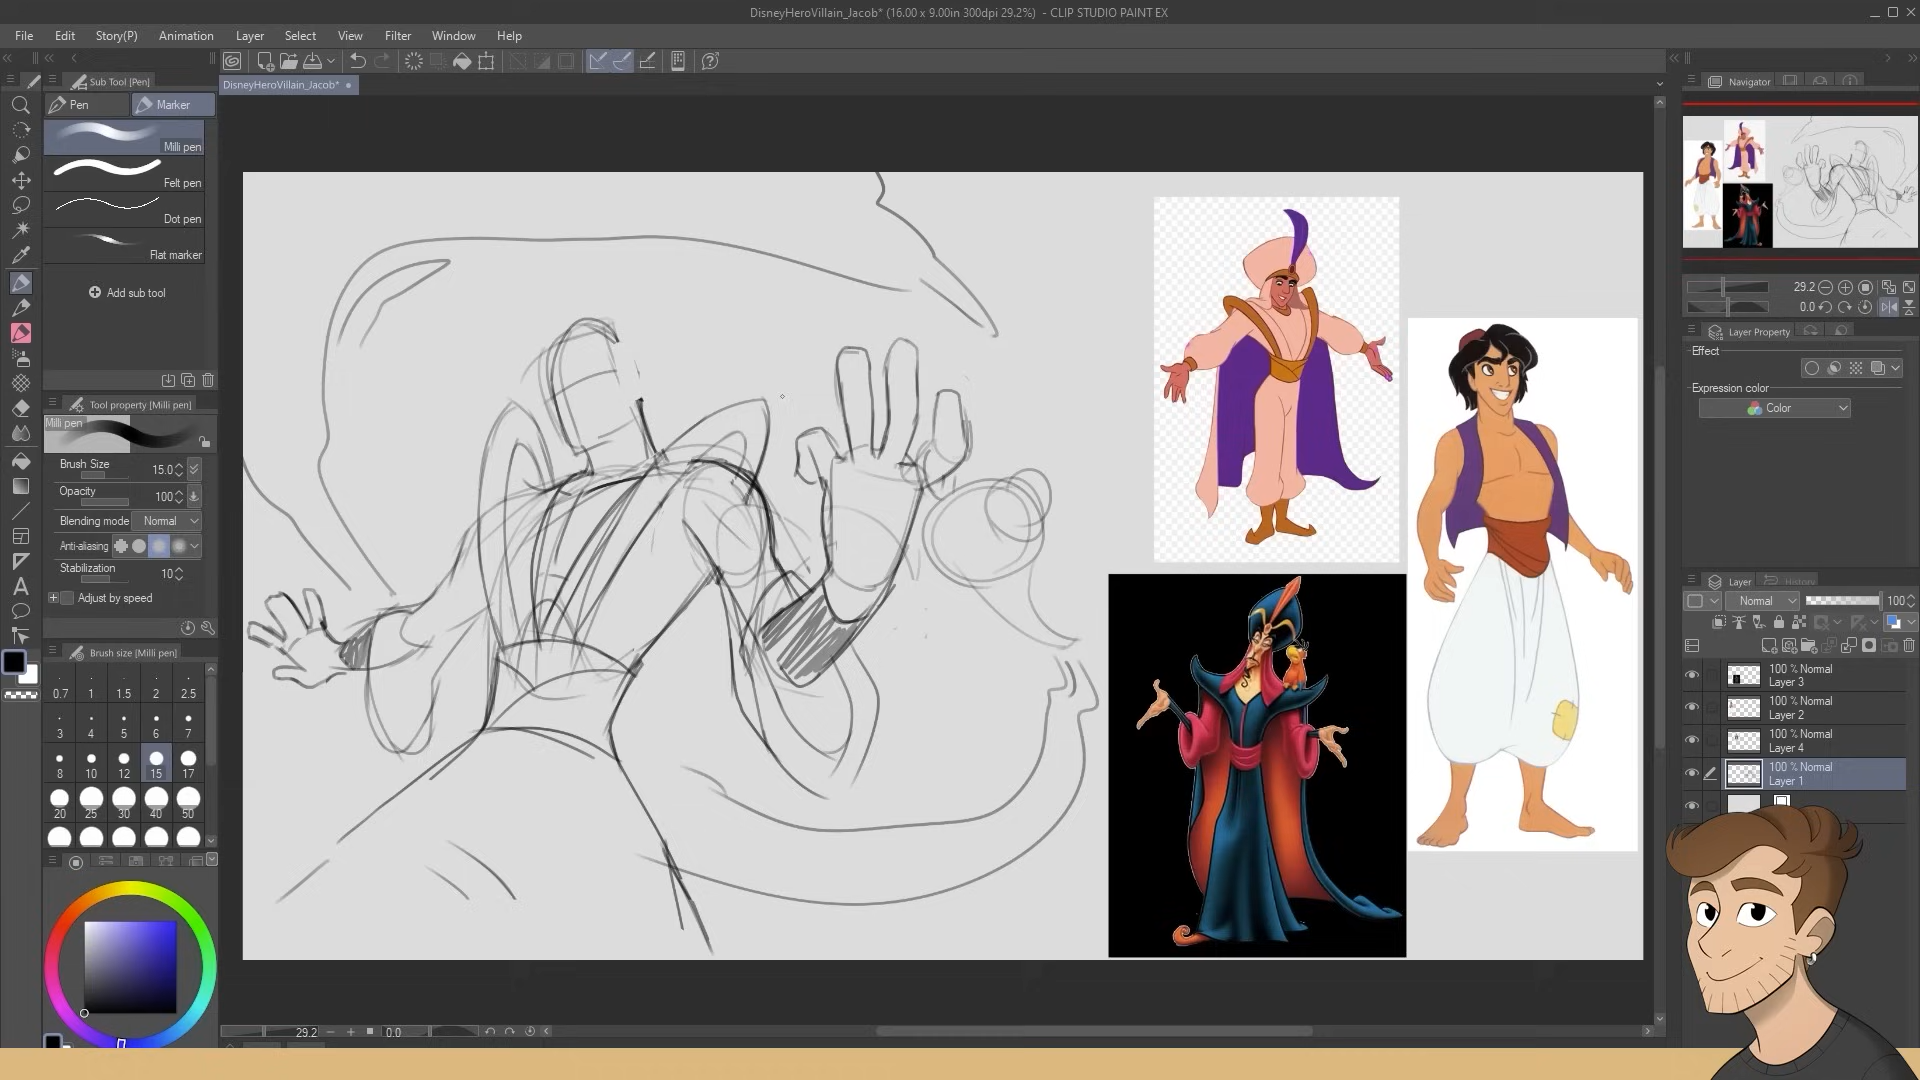 DisneyHeroVillain_Jacob* (16.00 x 9.00in 300dpi 29.2%) - CLIP STUDIO PAINT EX
File Edit Story(P) Animation Layer Select View Filter Window Help
Sub Tool [Pen]
Pen Marker
Milli pen
Felt pen
Dot pen
Flat marker
Add sub tool
Tool property [Milli pen]
Milli pen
Brush Size 15.0
Opacity 100
Blending mode Normal
Anti-aliasing
Stabilization 10
Adjust by speed
Brush size [Milli pen]
0.7 1 1.5 2 2.5
3 4 5 6 7
8 10 12 15 17
20 25 30 40 50
DisneyHeroVillain_Jacob*
29.2 0.0
Navigator
29.2
0.0
Layer Property
Effect
Expression color
Color
Layer History
Normal 100
100 % Normal
Layer 3
100 % Normal
Layer 2
100 % Normal
Layer 4
100 % Normal
Layer 1